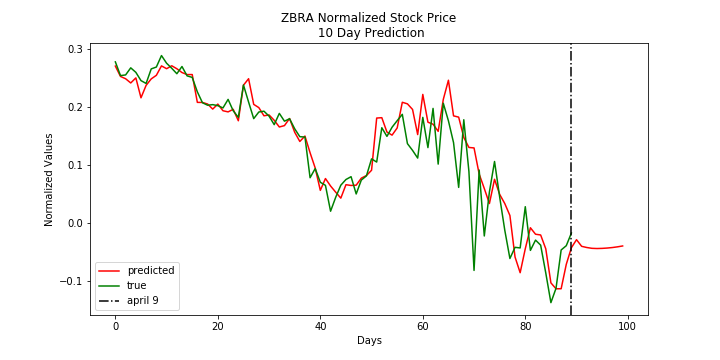 ZBRA Normalized Stock Price
10 Day Prediction
Normalized Values
0.3
0.2
0.1
0.0
−0.1
0
20
40
60
80
100
Days
predicted
true
april 9